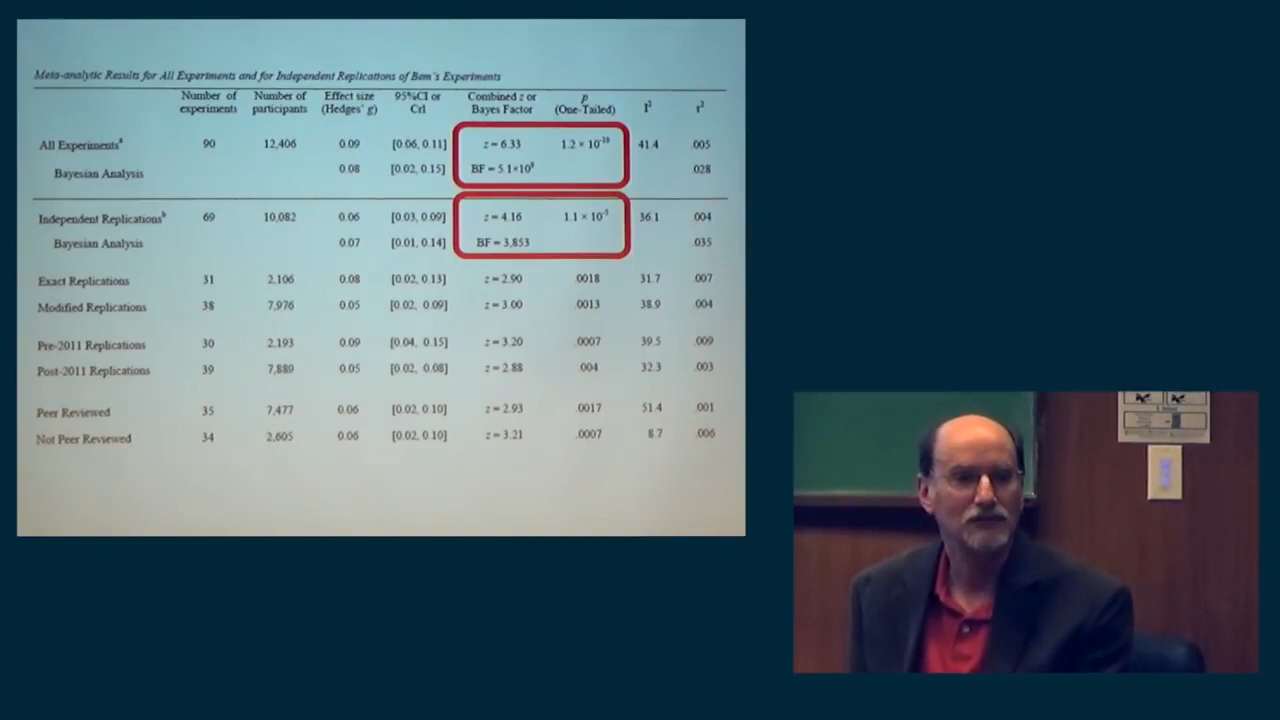 Meta-analytic Results for All Experiments and for Independent Replications of Bem's Experiments
Number of experiments Number of participants Effect size (Hedges' g) 95%CI or CrI Combined z or Bayes Factor p (One-Tailed) I² τ²
All Experimentsᵃ 90 12,406 0.09 [0.06, 0.11] z = 6.33 1.2 × 10⁻¹⁰ 41.4 .005
Bayesian Analysis 0.08 [0.02, 0.15] BF = 5.1×10⁹ .028
Independent Replicationsᵇ 69 10,082 0.06 [0.03, 0.09] z = 4.16 1.1 × 10⁻⁵ 36.1 .004
Bayesian Analysis 0.07 [0.01, 0.14] BF = 3,853 .035
Exact Replications 31 2,106 0.08 [0.02, 0.13] z = 2.90 .0018 31.7 .007
Modified Replications 38 7,976 0.05 [0.02, 0.09] z = 3.00 .0013 38.9 .004
Pre-2011 Replications 30 2,193 0.09 [0.04, 0.15] z = 3.20 .0007 39.5 .009
Post-2011 Replications 39 7,889 0.05 [0.02, 0.08] z = 2.88 .004 32.3 .003
Peer Reviewed 35 7,477 0.06 [0.02, 0.10] z = 2.93 .0017 51.4 .001
Not Peer Reviewed 34 2,605 0.06 [0.02, 0.10] z = 3.21 .0007 8.7 .006